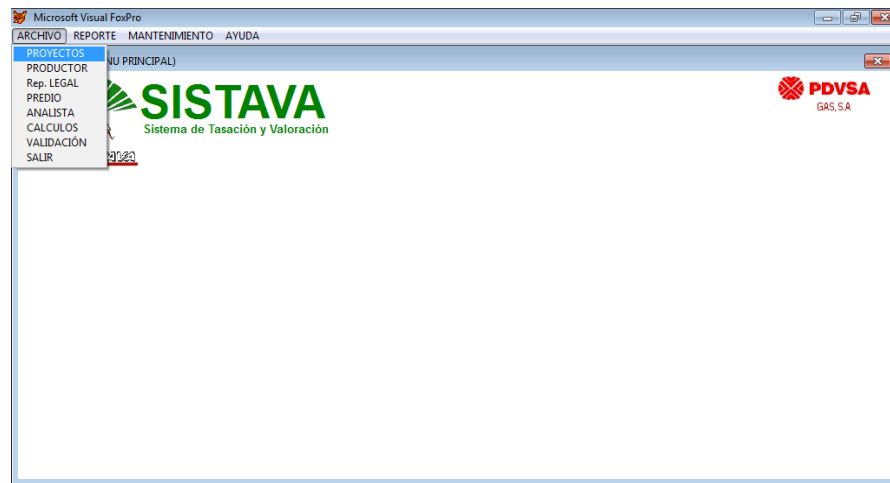 Microsoft Visual FoxPro
ARCHIVO REPORTE MANTENIMIENTO AYUDA
PROYECTOS
NU PRINCIPAL)
PRODUCTOR
Rep. LEGAL
PREDIO
ANALISTA
CALCULOS
VALIDACIÓN
SALIR
SISTAVA
Sistema de Tasación y Valoración
PDVSA
GAS, S.A